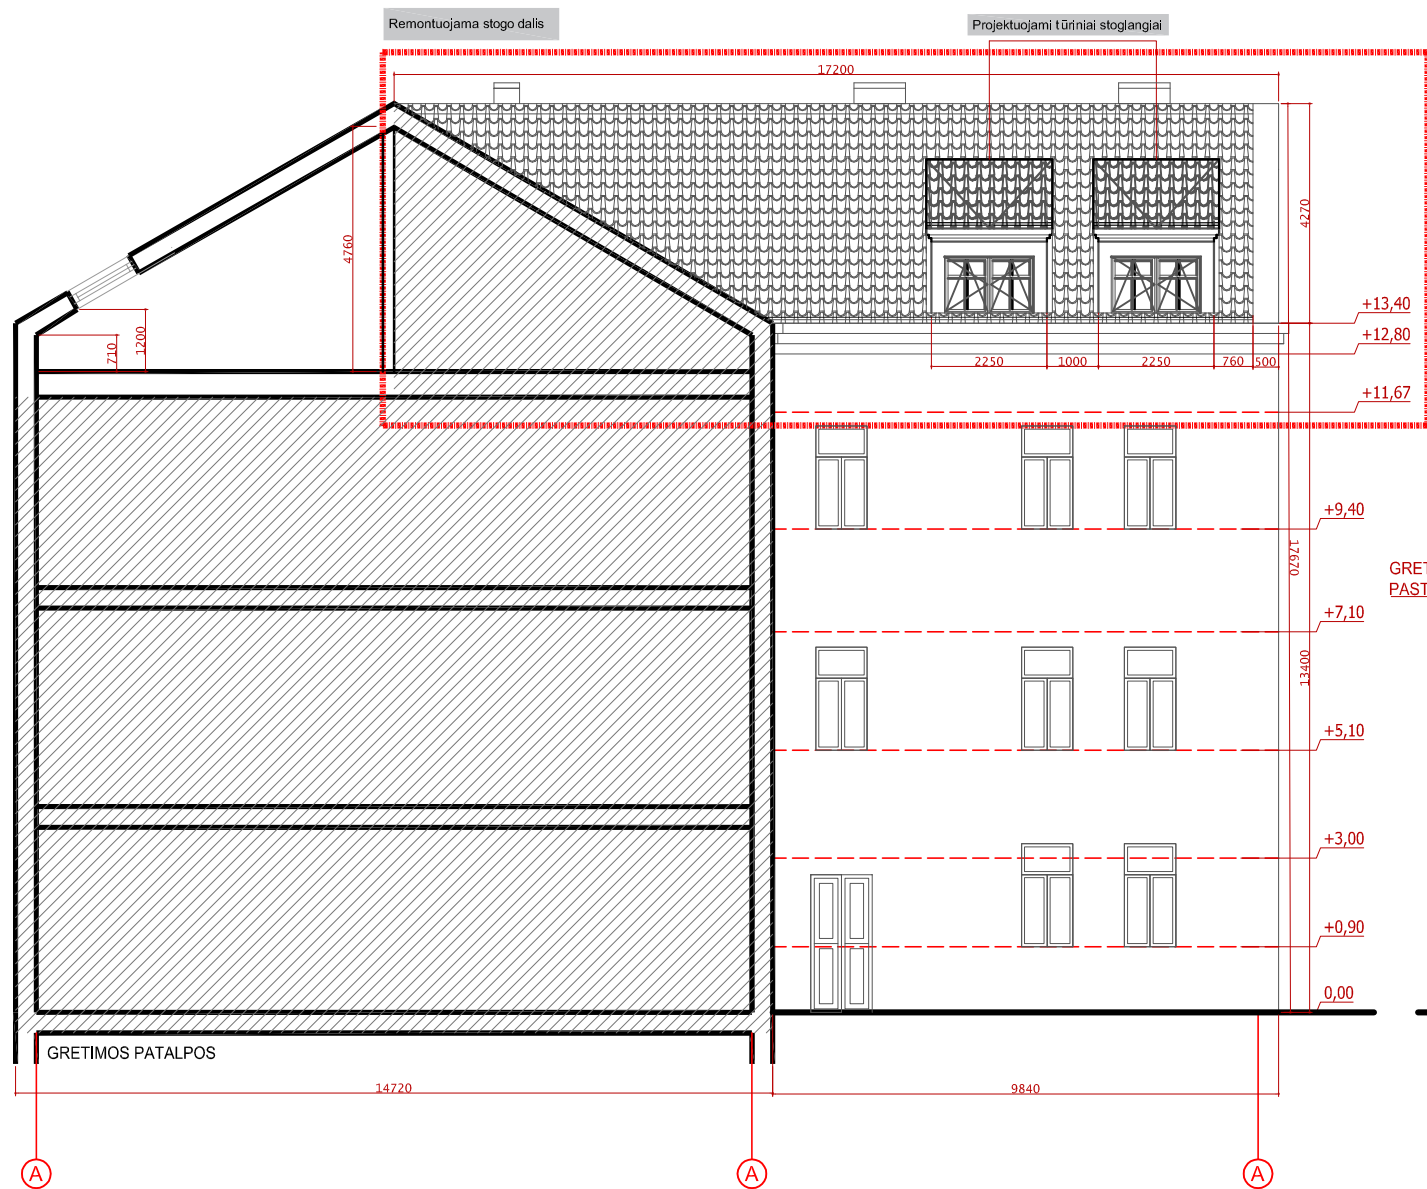 Remontuojama stogo dalis
Projektuojami tūriniai stoglangiai
17200
4760
4270
+13,40
+12,80
1200
710
2250
1000
2250
760
500
+11,67
+9,40
17670
GRET
PAST
+7,10
13400
+5,10
+3,00
+0,90
0,00
GRETIMOS PATALPOS
14720
9840
A
A
A